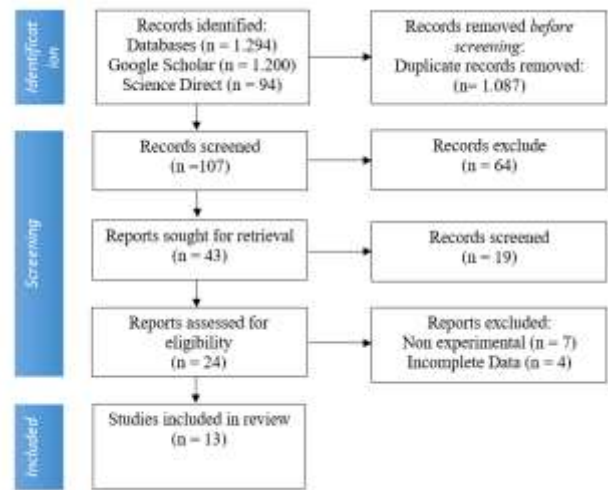 Identificat
ion
Records identified:
Databases (n = 1.294)
Google Scholar (n = 1.200)
Science Direct (n = 94)
Records removed before
screening:
Duplicate records removed:
(n= 1.087)
Screening
Records screened
(n =107)
Records exclude
(n = 64)
Reports sought for retrieval
(n = 43)
Records screened
(n = 19)
Reports assessed for
eligibility
(n = 24)
Reports excluded:
Non experimental (n = 7)
Incomplete Data (n = 4)
Included
Studies included in review
(n = 13)